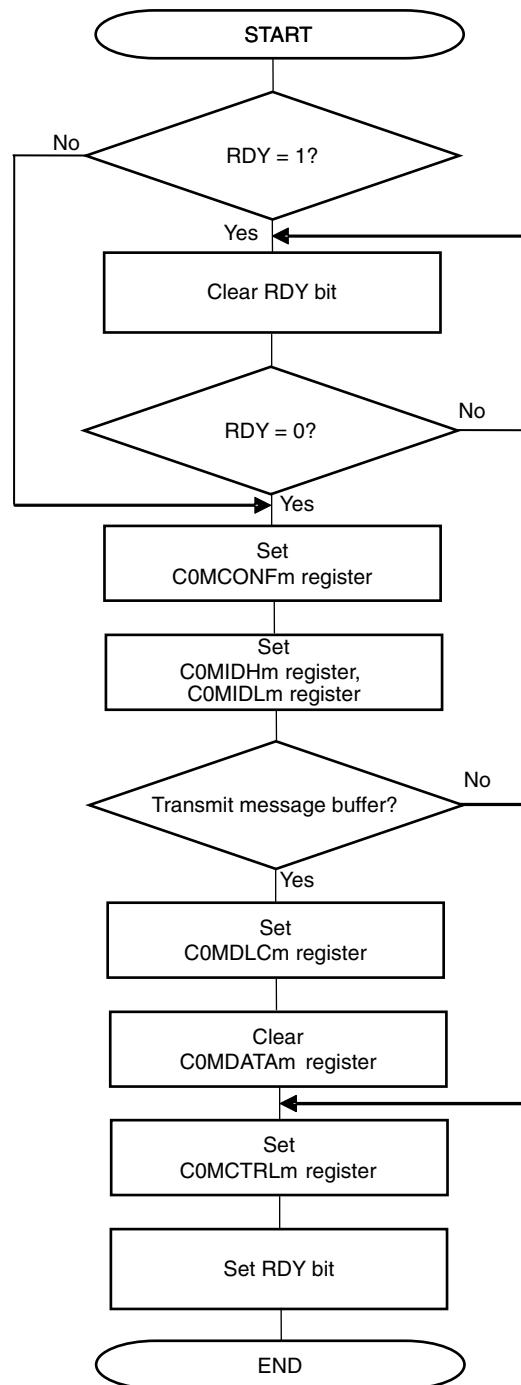 START
No
RDY = 1?
Yes
Clear RDY bit
No
RDY = 0?
Yes
Set
C0MCONFm register
Set
C0MIDHm register,
C0MIDLm register
No
Transmit message buffer?
Yes
Set
C0MDLCm register
Clear
C0MDATAm register
Set
C0MCTRLm register
Set RDY bit
END